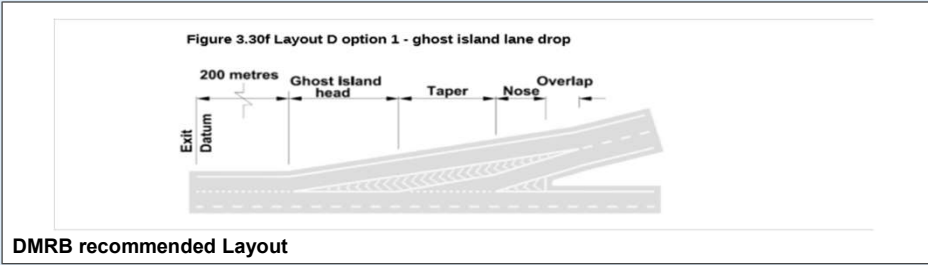 Figure 3.30f Layout D option 1 - ghost island lane drop
200 metres
Ghost Island
head
Taper
Nose
Overlap
Exit
Datum
DMRB recommended Layout